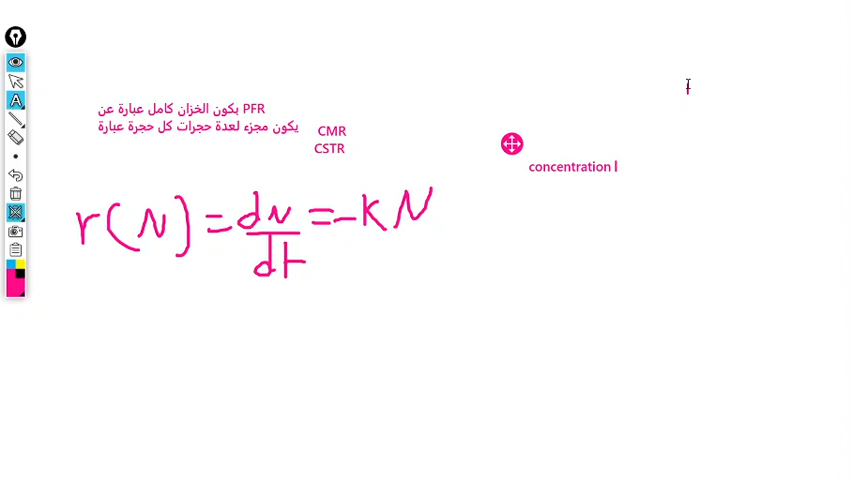 PFR يكون الخزان كامل عبارة عن
يكون مجزء لعدة حجرات كل حجرة عبارة
CMR
CSTR
concentration l
r(N) = dN/dt = -KN